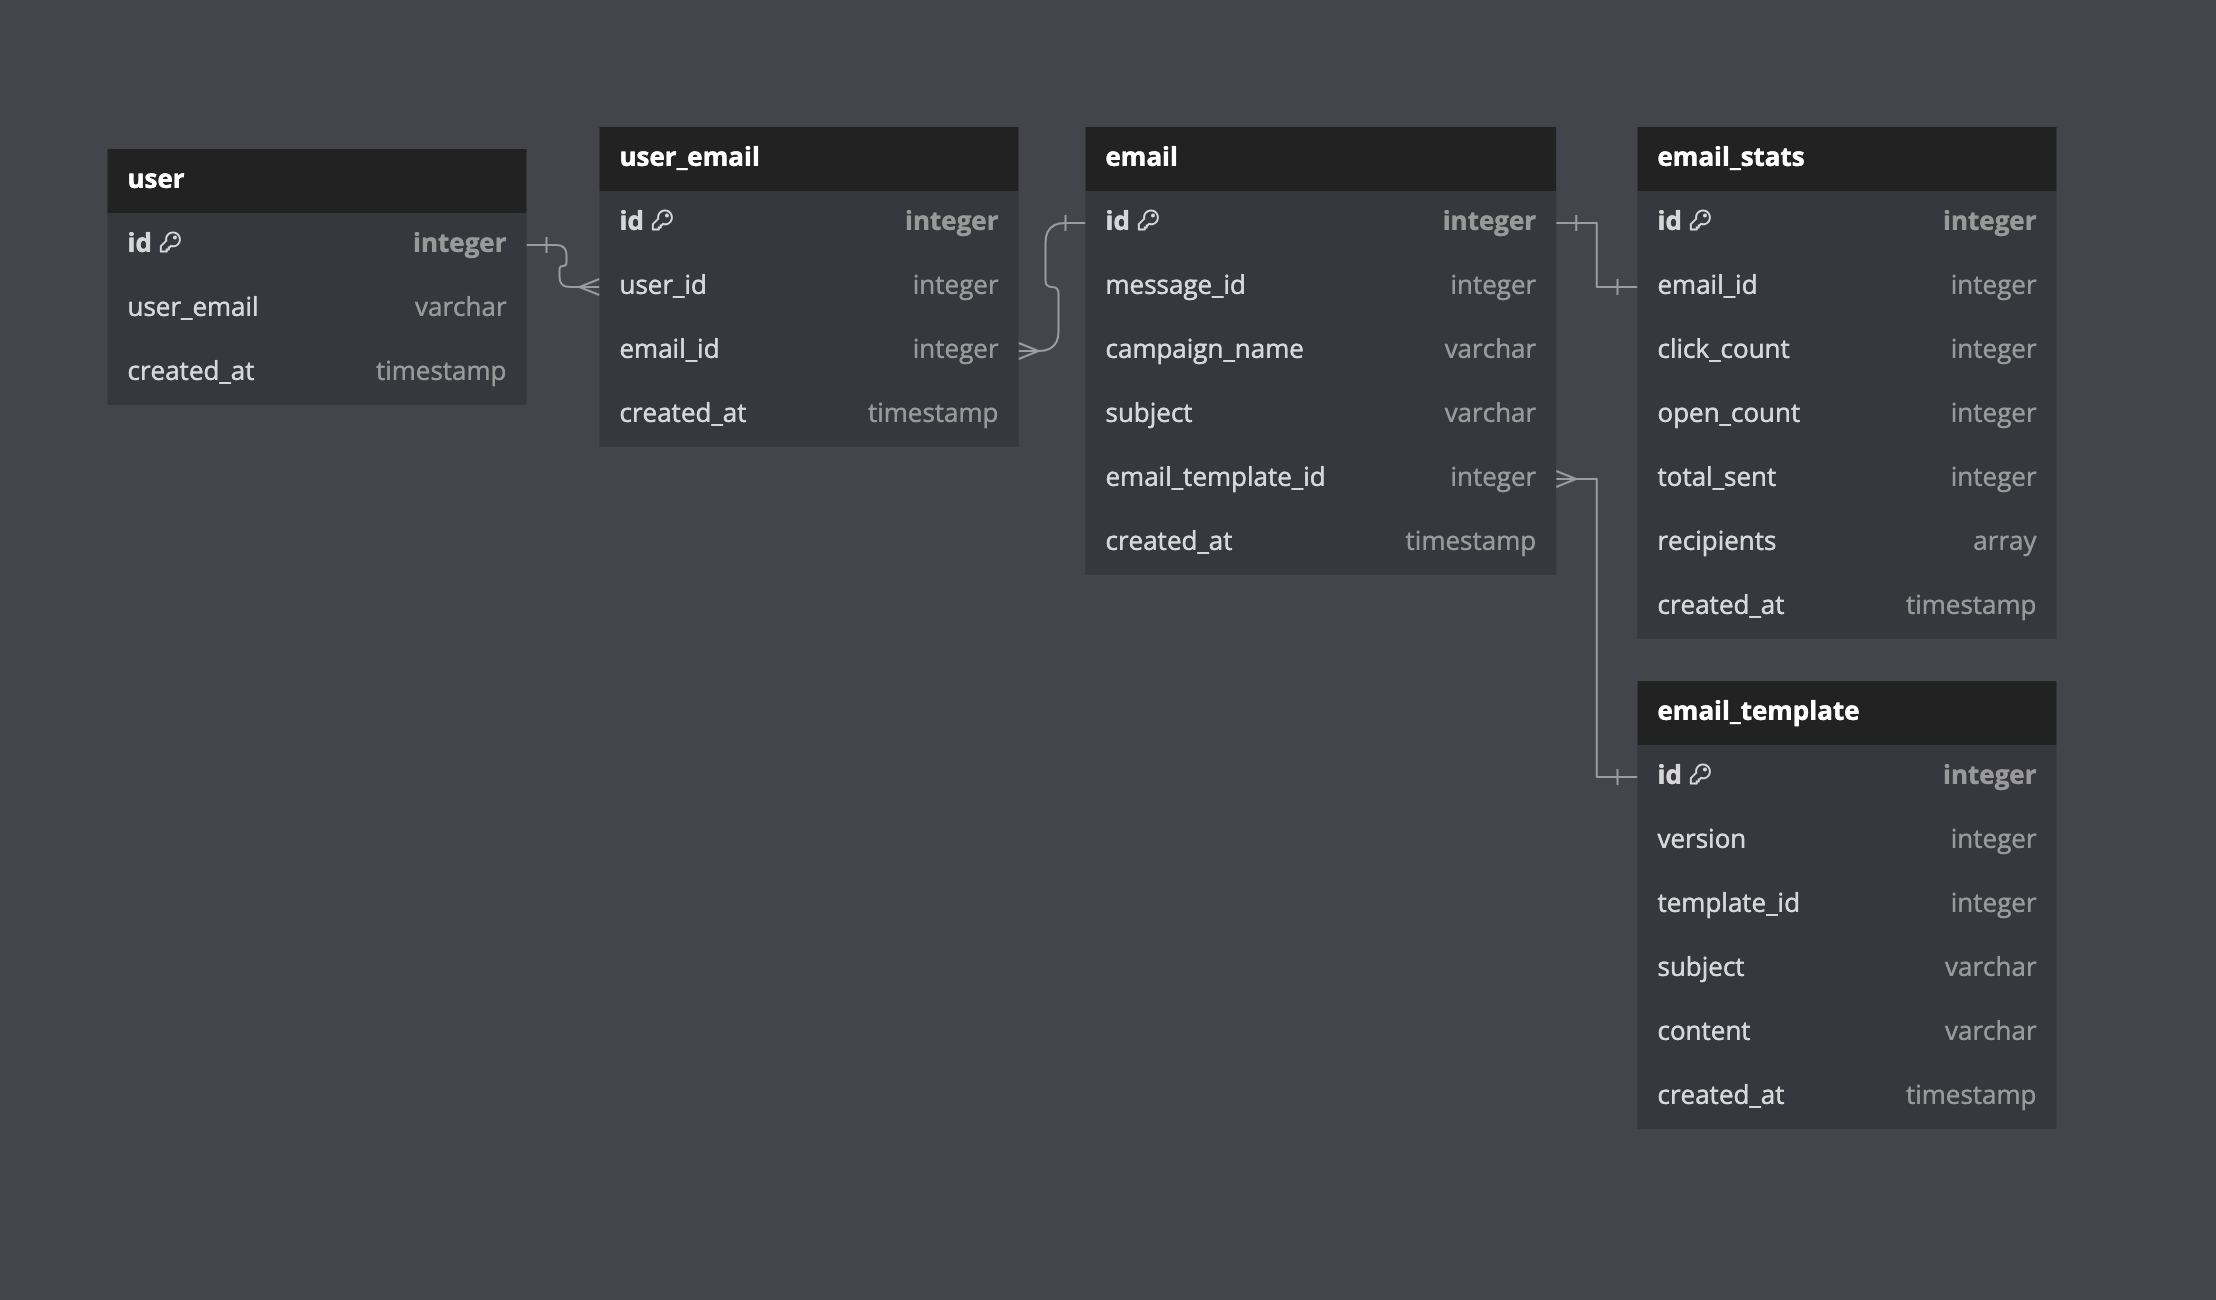 user
id integer
user_email varchar
created_at timestamp
user_email
id integer
user_id integer
email_id integer
created_at timestamp
email
id integer
message_id integer
campaign_name varchar
subject varchar
email_template_id integer
created_at timestamp
email_stats
id integer
email_id integer
click_count integer
open_count integer
total_sent integer
recipients array
created_at timestamp
email_template
id integer
version integer
template_id integer
subject varchar
content varchar
created_at timestamp